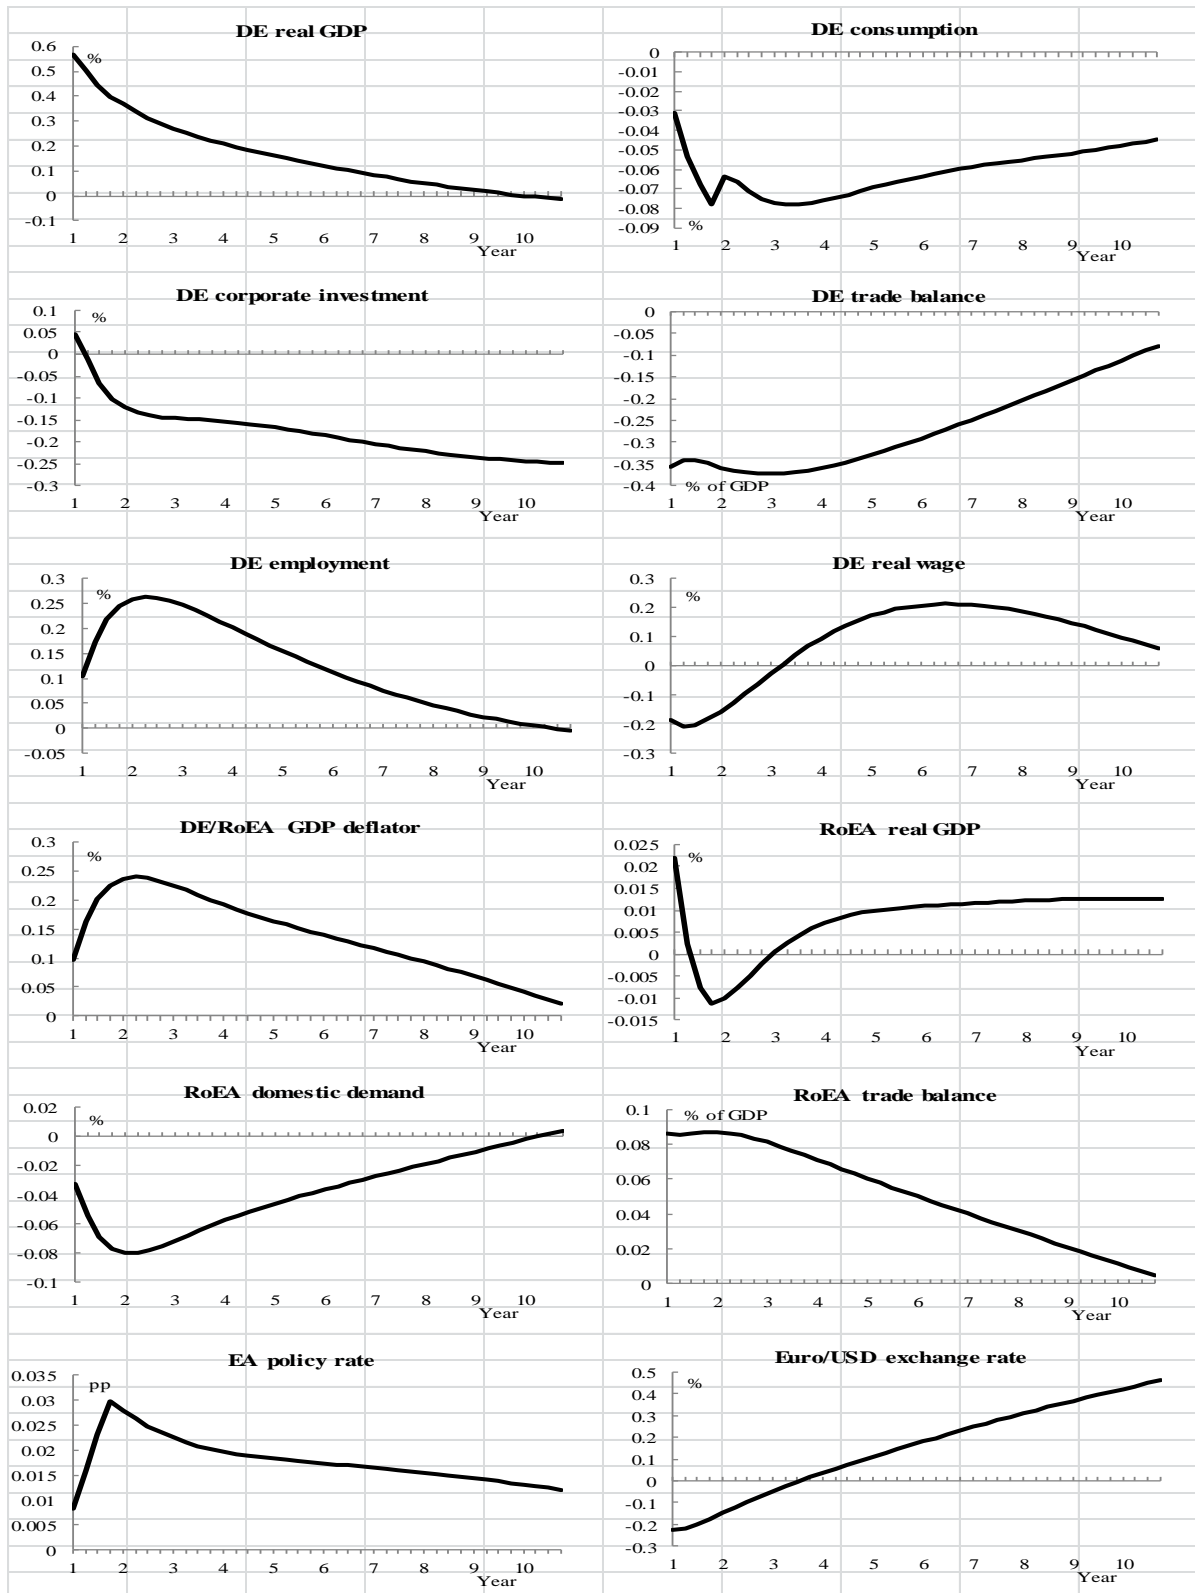 DE real GDP
%
0.6
0.5
0.4
0.3
0.2
0.1
0
-0.1
1 2 3 4 5 6 7 8 9 10
Year
DE consumption
0
-0.01
-0.02
-0.03
-0.04
-0.05
-0.06
-0.07
-0.08
-0.09
%
1 2 3 4 5 6 7 8 9 10
Year
DE corporate investment
%
0.1
0.05
0
-0.05
-0.1
-0.15
-0.2
-0.25
-0.3
1 2 3 4 5 6 7 8 9 10
Year
DE trade balance
0
-0.05
-0.1
-0.15
-0.2
-0.25
-0.3
-0.35
-0.4
% of GDP
1 2 3 4 5 6 7 8 9 10
Year
DE employment
%
0.3
0.25
0.2
0.15
0.1
0.05
0
-0.05
1 2 3 4 5 6 7 8 9 10
Year
DE real wage
%
0.3
0.2
0.1
0
-0.1
-0.2
-0.3
1 2 3 4 5 6 7 8 9 10
Year
DE/RoEA GDP deflator
%
0.3
0.25
0.2
0.15
0.1
0.05
0
1 2 3 4 5 6 7 8 9 10
Year
RoEA real GDP
%
0.025
0.02
0.015
0.01
0.005
0
-0.005
-0.01
-0.015
1 2 3 4 5 6 7 8 9 10
Year
RoEA domestic demand
%
0.02
0
-0.02
-0.04
-0.06
-0.08
-0.1
1 2 3 4 5 6 7 8 9 10
Year
RoEA trade balance
% of GDP
0.1
0.08
0.06
0.04
0.02
0
1 2 3 4 5 6 7 8 9 10
Year
EA policy rate
pp
0.035
0.03
0.025
0.02
0.015
0.01
0.005
0
1 2 3 4 5 6 7 8 9 10
Year
Euro/USD exchange rate
%
0.5
0.4
0.3
0.2
0.1
0
-0.1
-0.2
-0.3
1 2 3 4 5 6 7 8 9 10
Year